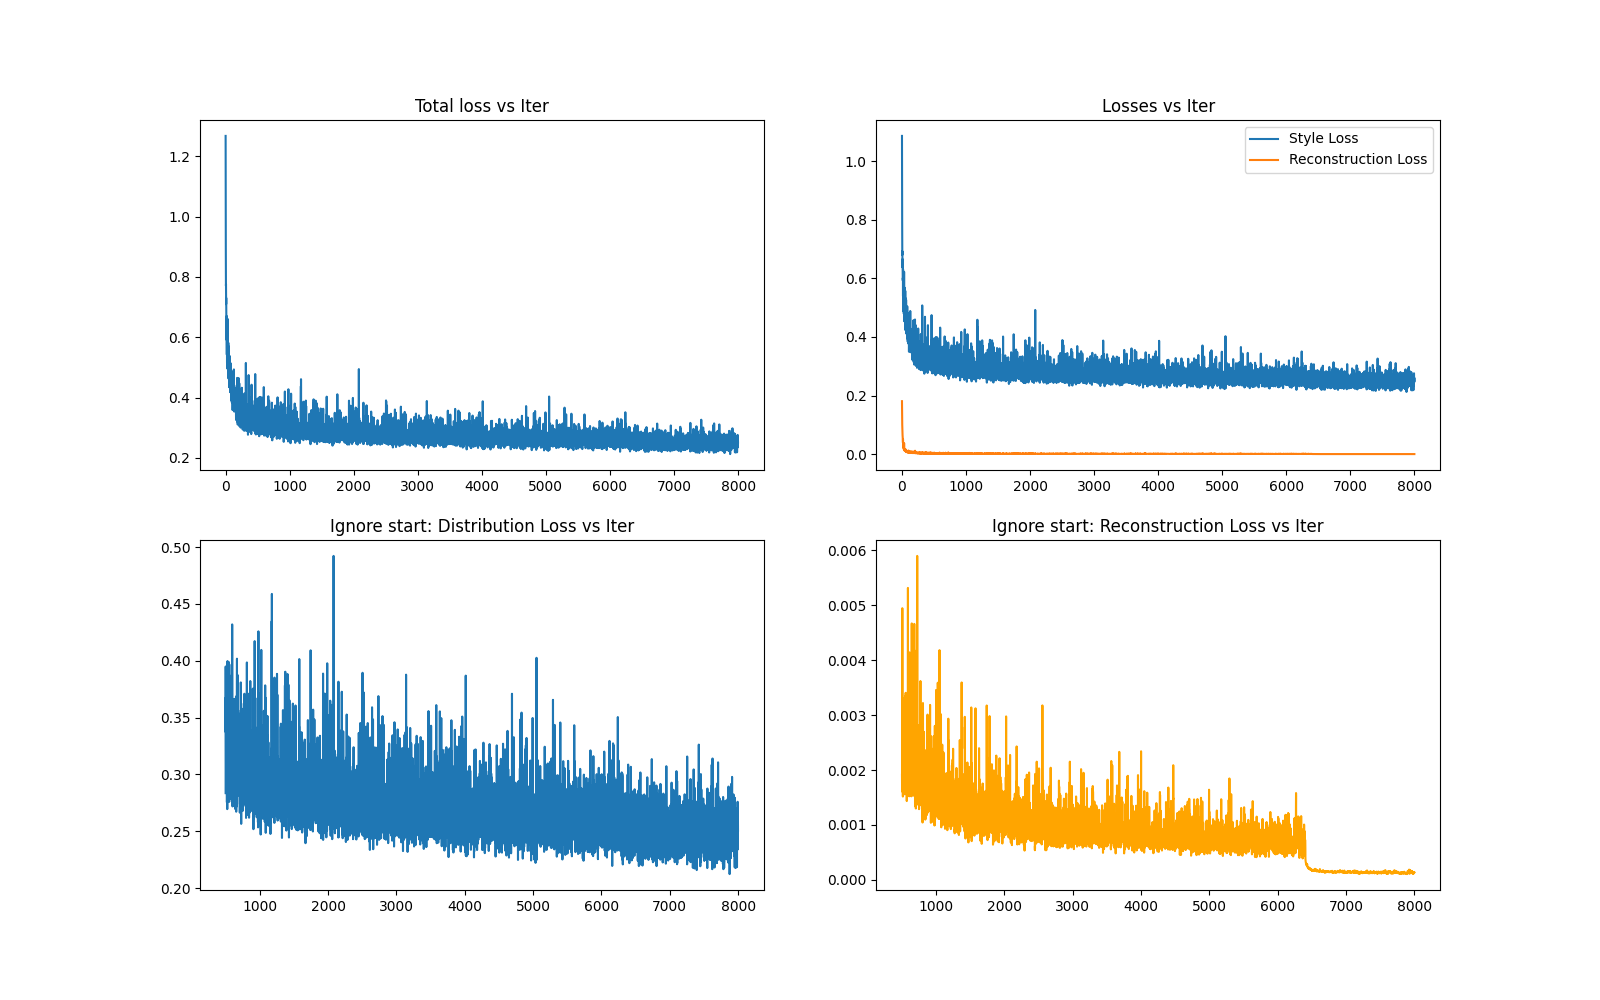 Total loss vs Iter
1.2
1.0
0.8
0.6
0.4
0.2
0 1000 2000 3000 4000 5000 6000 7000 8000
Losses vs Iter
Style Loss
Reconstruction Loss
1.0
0.8
0.6
0.4
0.2
0.0
0 1000 2000 3000 4000 5000 6000 7000 8000
Ignore start: Distribution Loss vs Iter
0.50
0.45
0.40
0.35
0.30
0.25
0.20
1000 2000 3000 4000 5000 6000 7000 8000
Ignore start: Reconstruction Loss vs Iter
0.006
0.005
0.004
0.003
0.002
0.001
0.000
1000 2000 3000 4000 5000 6000 7000 8000